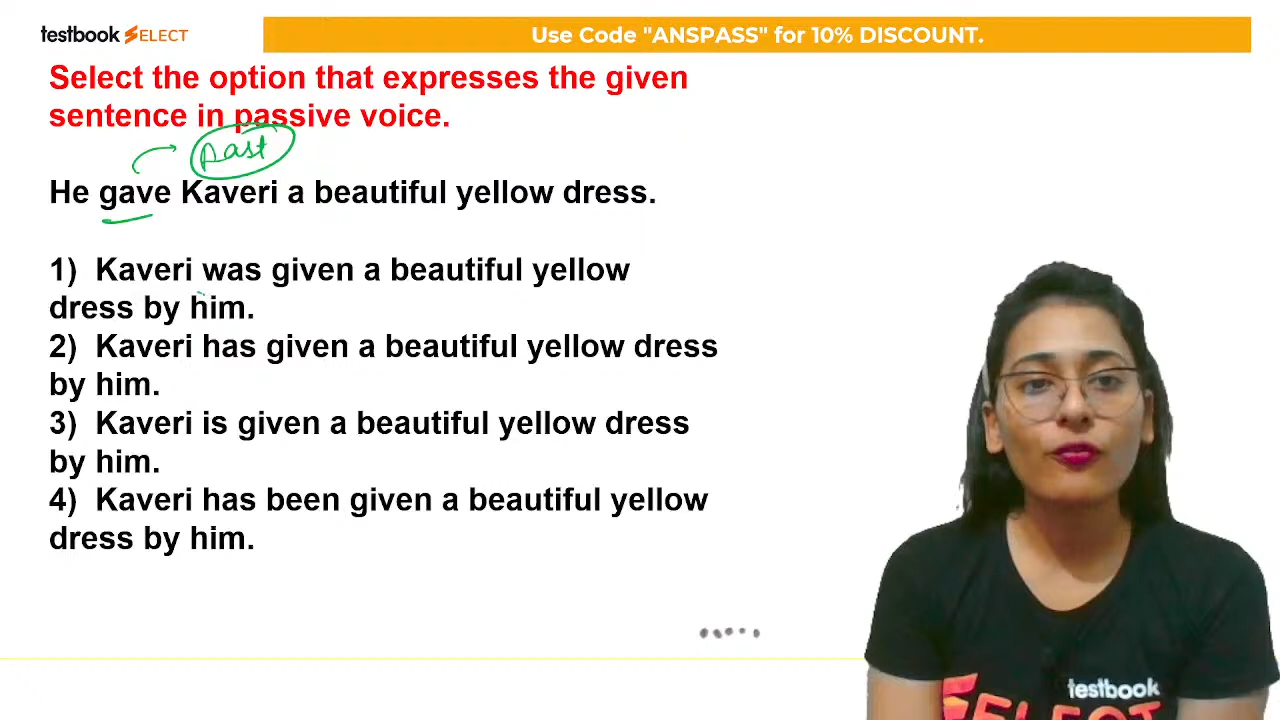 testbook SELECT
Use Code "ANSPASS" for 10% DISCOUNT.
Select the option that expresses the given
sentence in passive voice.
past
He gave Kaveri a beautiful yellow dress.
1) Kaveri was given a beautiful yellow
dress by him.
2) Kaveri has given a beautiful yellow dress
by him.
3) Kaveri is given a beautiful yellow dress
by him.
4) Kaveri has been given a beautiful yellow
dress by him.
testbook
SELECT